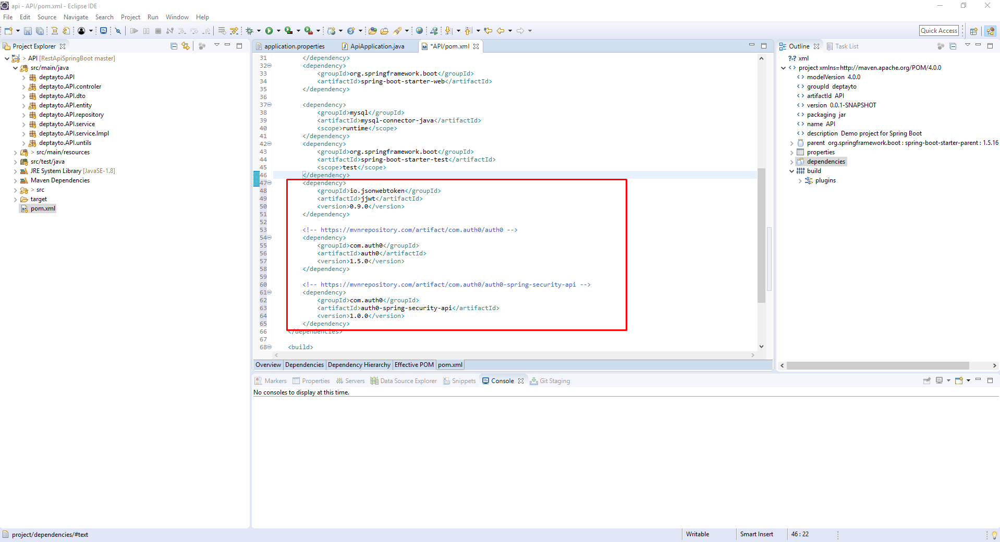 api - API/pom.xml - Eclipse IDE
File Edit Source Navigate Search Project Run Window Help
Quick Access
Project Explorer
> API [RestApiSpringBoot master]
src/main/java
deptayto.API
deptayto.API.controler
deptayto.API.dto
deptayto.API.entity
deptayto.API.repository
deptayto.API.service
deptayto.API.service.Impl
deptayto.API.untils
> src/main/resources
src/test/java
JRE System Library [JavaSE-1.8]
Maven Dependencies
> src
target
pom.xml
application.properties ApiApplication.java *API/pom.xml
31 </dependency>
32 <dependency>
33 <groupId>org.springframework.boot</groupId>
34 <artifactId>spring-boot-starter-web</artifactId>
35 </dependency>
36
37 <dependency>
38 <groupId>mysql</groupId>
39 <artifactId>mysql-connector-java</artifactId>
40 <scope>runtime</scope>
41 </dependency>
42 <dependency>
43 <groupId>org.springframework.boot</groupId>
44 <artifactId>spring-boot-starter-test</artifactId>
45 <scope>test</scope>
46 </dependency>
47 <dependency>
48 <groupId>io.jsonwebtoken</groupId>
49 <artifactId>jjwt</artifactId>
50 <version>0.9.0</version>
51 </dependency>
52
53 <!-- https://mvnrepository.com/artifact/com.auth0/auth0 -->
54 <dependency>
55 <groupId>com.auth0</groupId>
56 <artifactId>auth0</artifactId>
57 <version>1.5.0</version>
58 </dependency>
59
60 <!-- https://mvnrepository.com/artifact/com.auth0/auth0-spring-security-api -->
61 <dependency>
62 <groupId>com.auth0</groupId>
63 <artifactId>auth0-spring-security-api</artifactId>
64 <version>1.0.0</version>
65 </dependency>
66 </dependencies>
67
68 <build>
Overview Dependencies Dependency Hierarchy Effective POM pom.xml
Outline Task List
?-? xml
project xmlns=http://maven.apache.org/POM/4.0.0
modelVersion 4.0.0
groupId deptayto
artifactId API
version 0.0.1-SNAPSHOT
packaging jar
name API
description Demo project for Spring Boot
parent org.springframework.boot : spring-boot-starter-parent : 1.5.16
properties
dependencies
build
plugins
Markers Properties Servers Data Source Explorer Snippets Console Git Staging
No consoles to display at this time.
project/dependencies/#text
Writable
Smart Insert
46 : 22